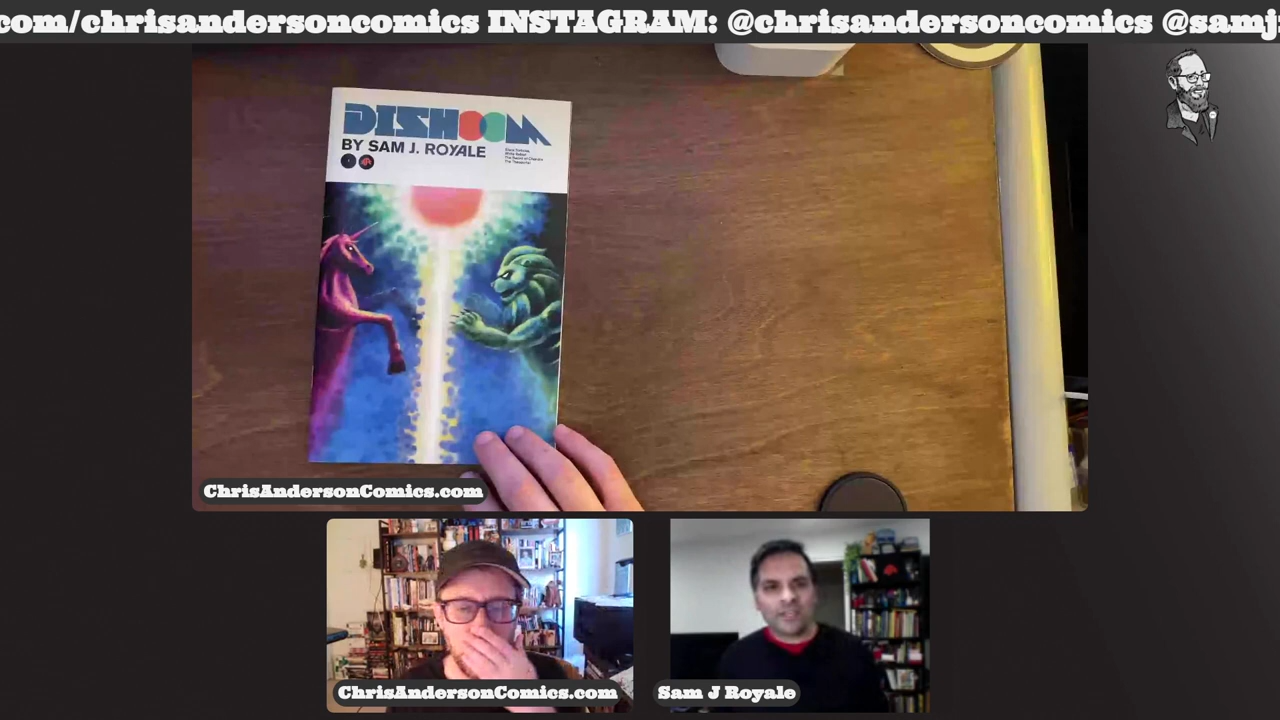 com/chrisandersoncomics INSTAGRAM: @chrisandersoncomics @samj
DISHOOM
BY SAM J. ROYALE
ChrisAndersonComics.com
ChrisAndersonComics.com
Sam J Royale